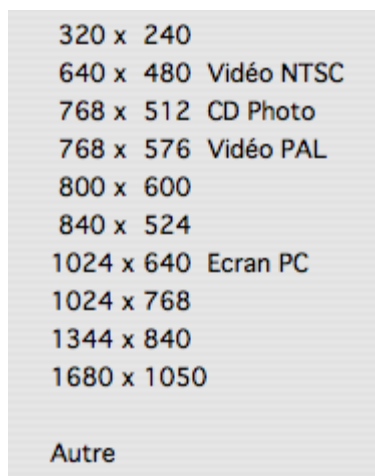 320 x 240
640 x 480 Vidéo NTSC
768 x 512 CD Photo
768 x 576 Vidéo PAL
800 x 600
840 x 524
1024 x 640 Ecran PC
1024 x 768
1344 x 840
1680 x 1050
Autre